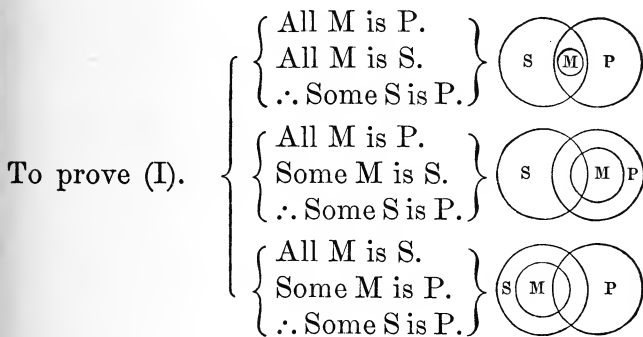 All M is P.
All M is S.
∴ Some S is P.
S M P
To prove (I).
All M is P.
Some M is S.
∴ Some S is P.
S M P
All M is S.
Some M is P.
∴ Some S is P.
S M P